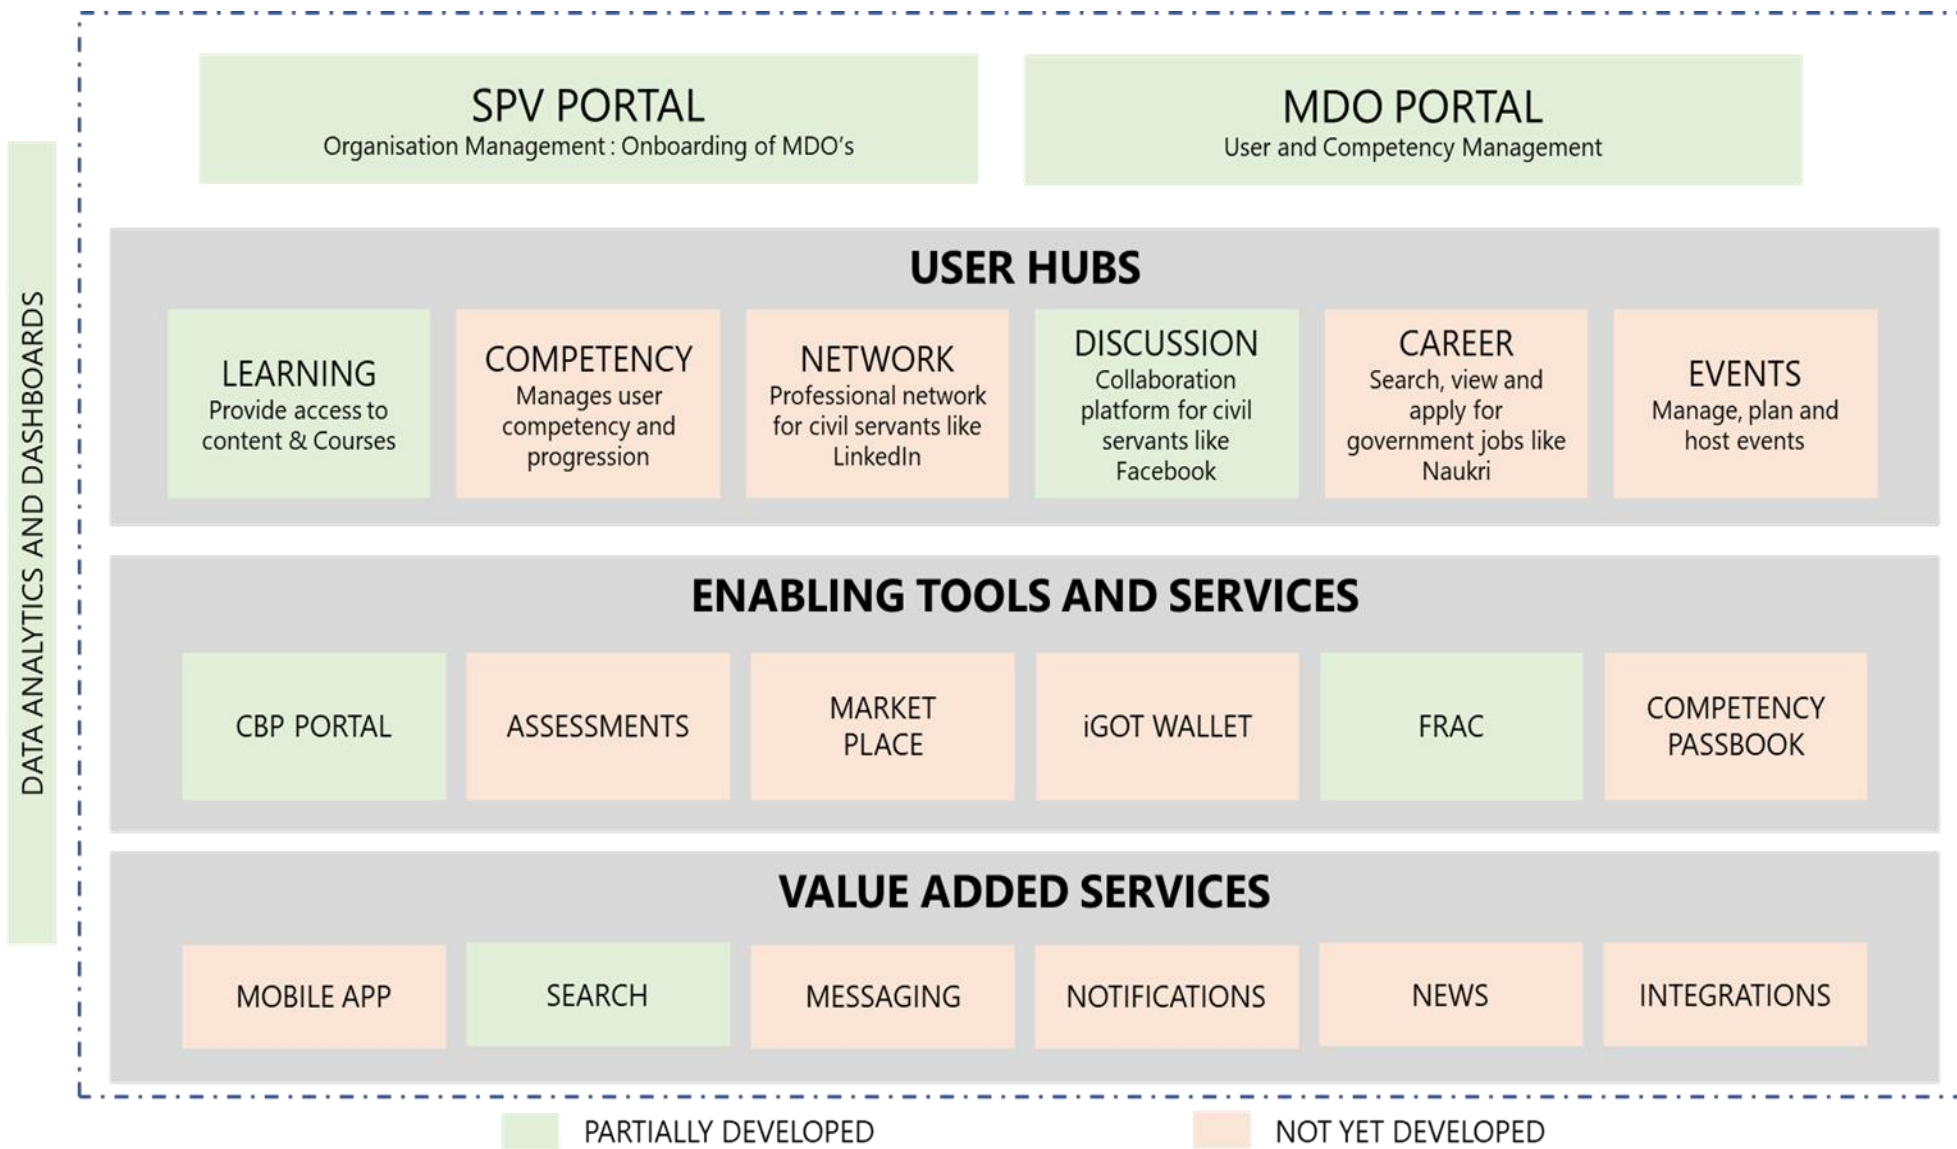 SPV PORTAL
Organisation Management : Onboarding of MDO's
MDO PORTAL
User and Competency Management
DATA ANALYTICS AND DASHBOARDS
USER HUBS
LEARNING
Provide access to
content & Courses
COMPETENCY
Manages user
competency and
progression
NETWORK
Professional network
for civil servants like
LinkedIn
DISCUSSION
Collaboration
platform for civil
servants like
Facebook
CAREER
Search, view and
apply for
government jobs like
Naukri
EVENTS
Manage, plan and
host events
ENABLING TOOLS AND SERVICES
CBP PORTAL
ASSESSMENTS
MARKET
PLACE
iGOT WALLET
FRAC
COMPETENCY
PASSBOOK
VALUE ADDED SERVICES
MOBILE APP
SEARCH
MESSAGING
NOTIFICATIONS
NEWS
INTEGRATIONS
PARTIALLY DEVELOPED
NOT YET DEVELOPED